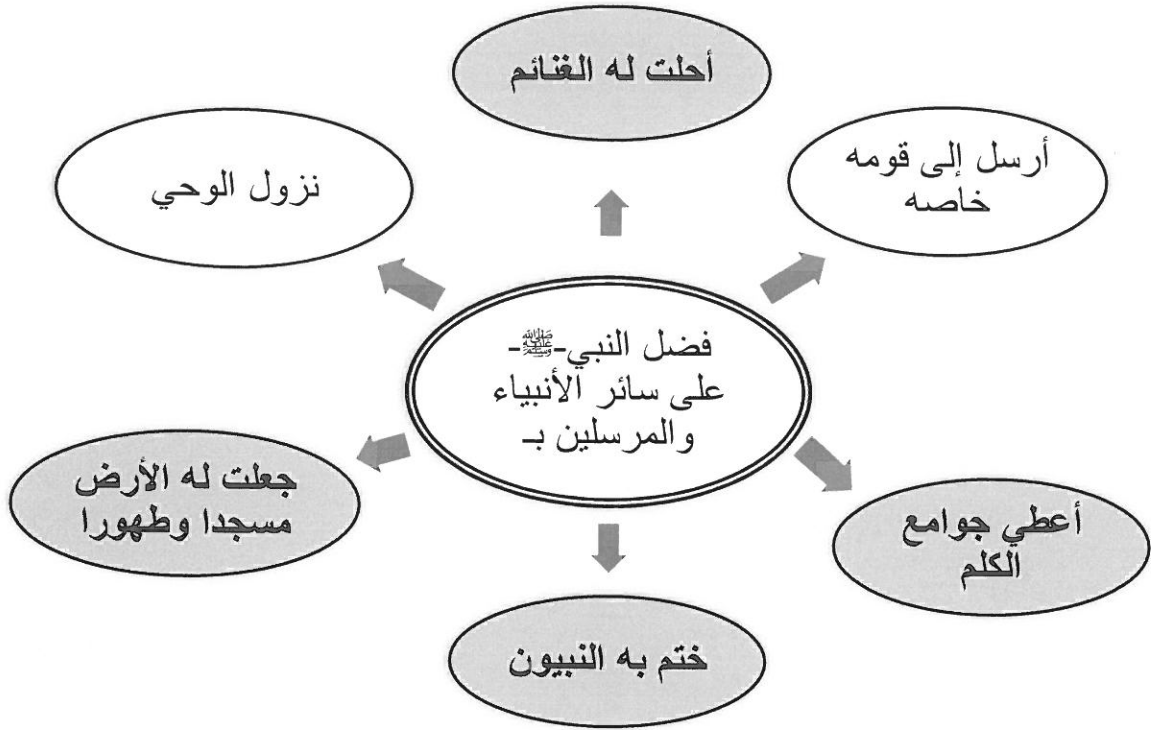 أحلت له الغنائم
أرسل إلى قومه
خاصه
نزول الوحي
فضل النبي-ﷺ-
على سائر الأنبياء
والمرسلين بـ
جعلت له الأرض
مسجدا وطهورا
أعطي جوامع
الكلم
ختم به النبيون